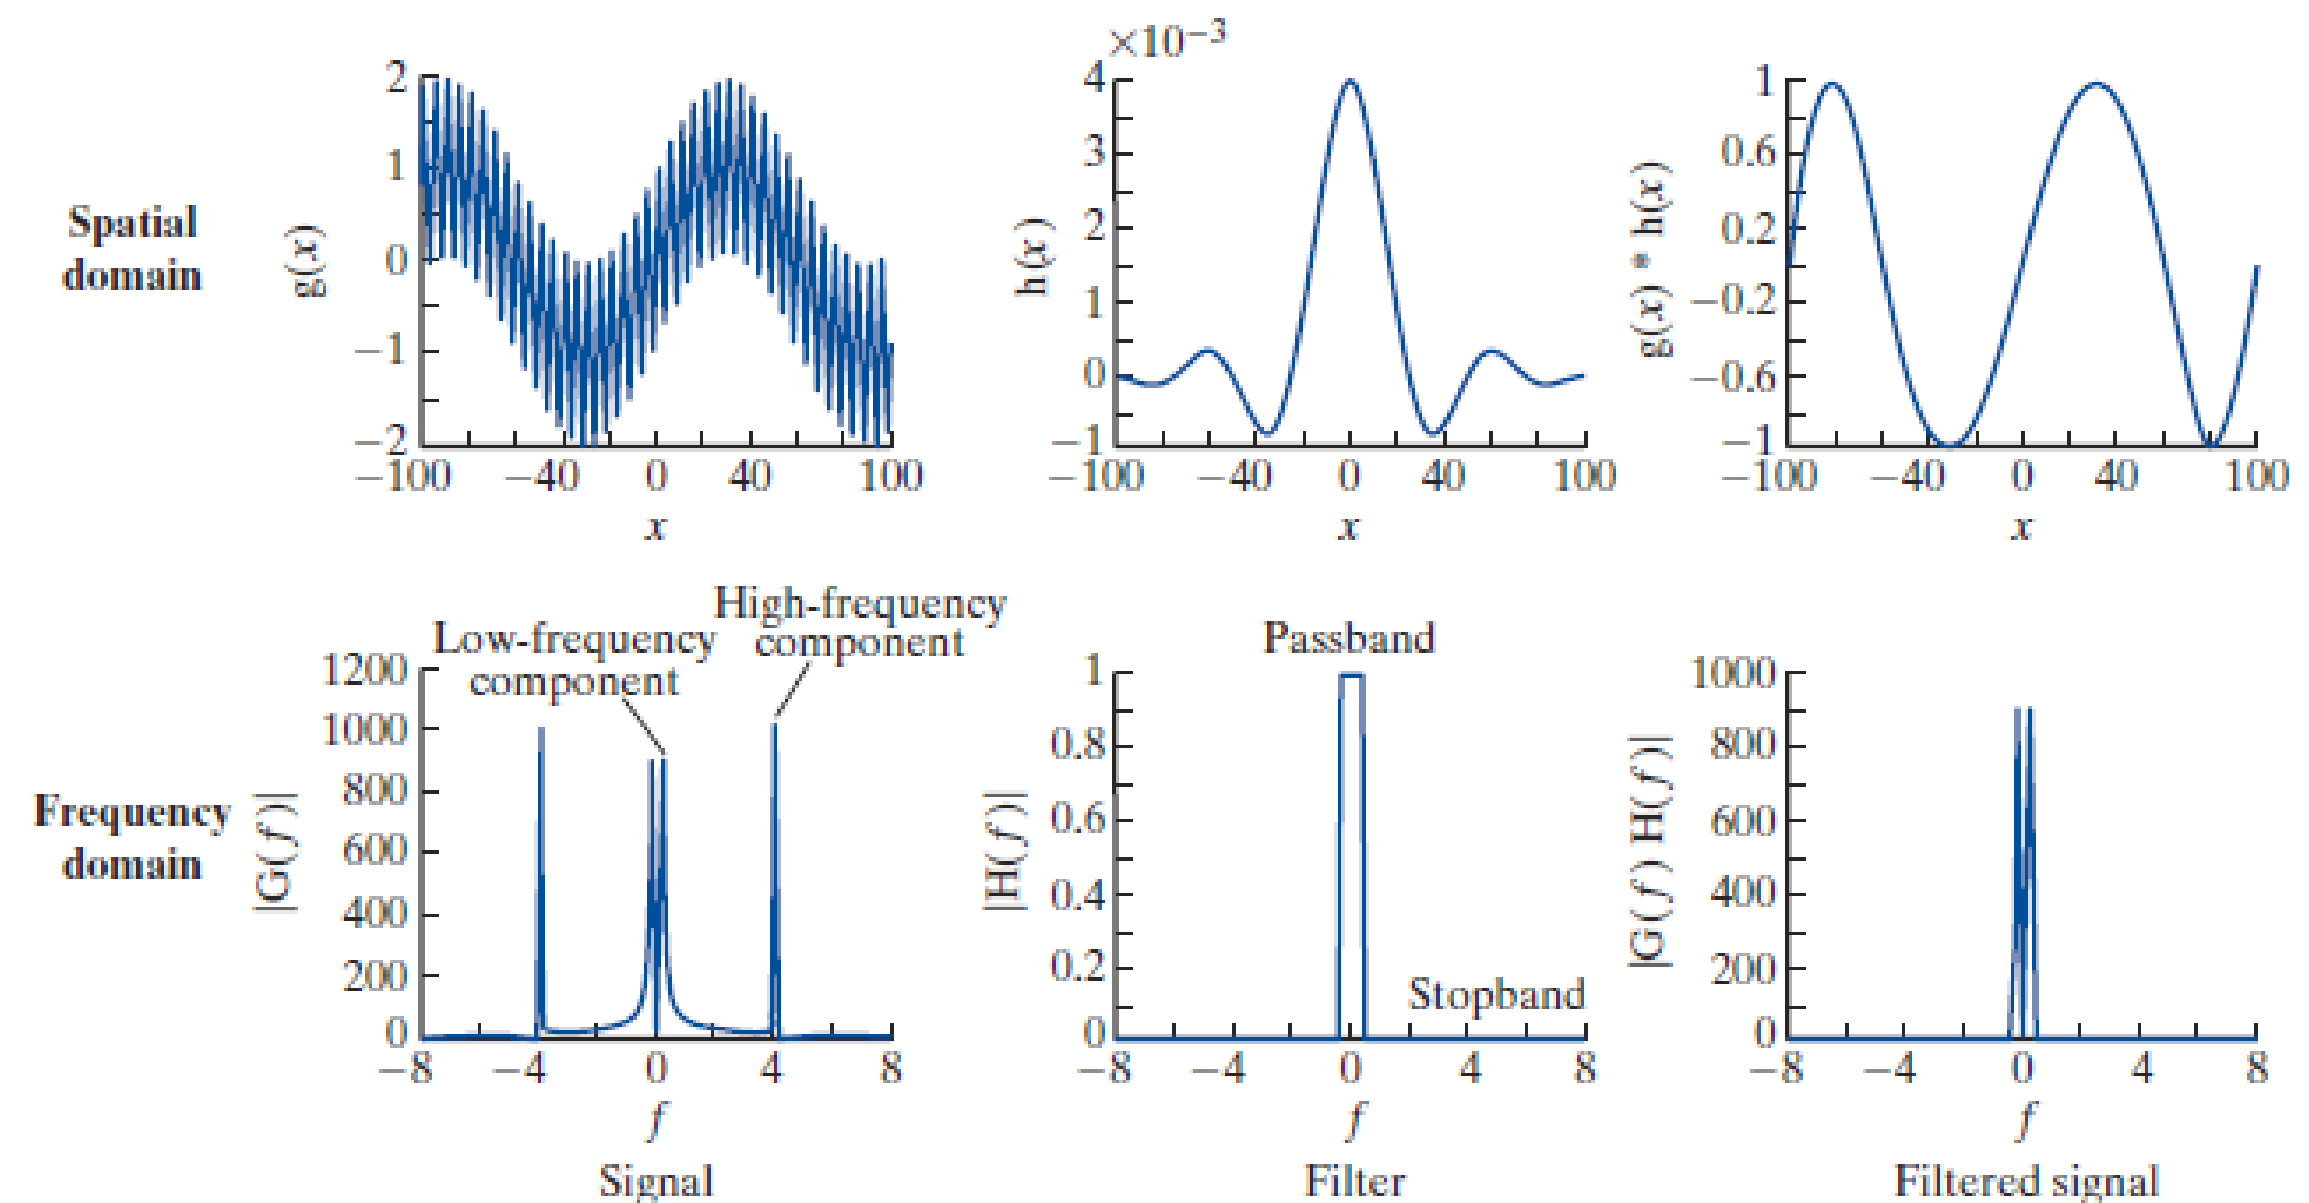 ×10−3
2
1
0
−1
−2
g(x)
−100 −40 0 40 100
x
4
3
2
1
0
−1
h(x)
−100 −40 0 40 100
x
1
0.6
0.2
−0.2
−0.6
−1
g(x) * h(x)
−100 −40 0 40 100
x
Spatial
domain
High-frequency
component
Low-frequency
component
1200
1000
800
600
400
200
0
|G(f)|
−8 −4 0 4 8
f
Signal
Passband
1
0.8
0.6
0.4
0.2
0
|H(f)|
Stopband
−8 −4 0 4 8
f
Filter
1000
800
600
400
200
0
|G(f) H(f)|
−8 −4 0 4 8
f
Filtered signal
Frequency
domain